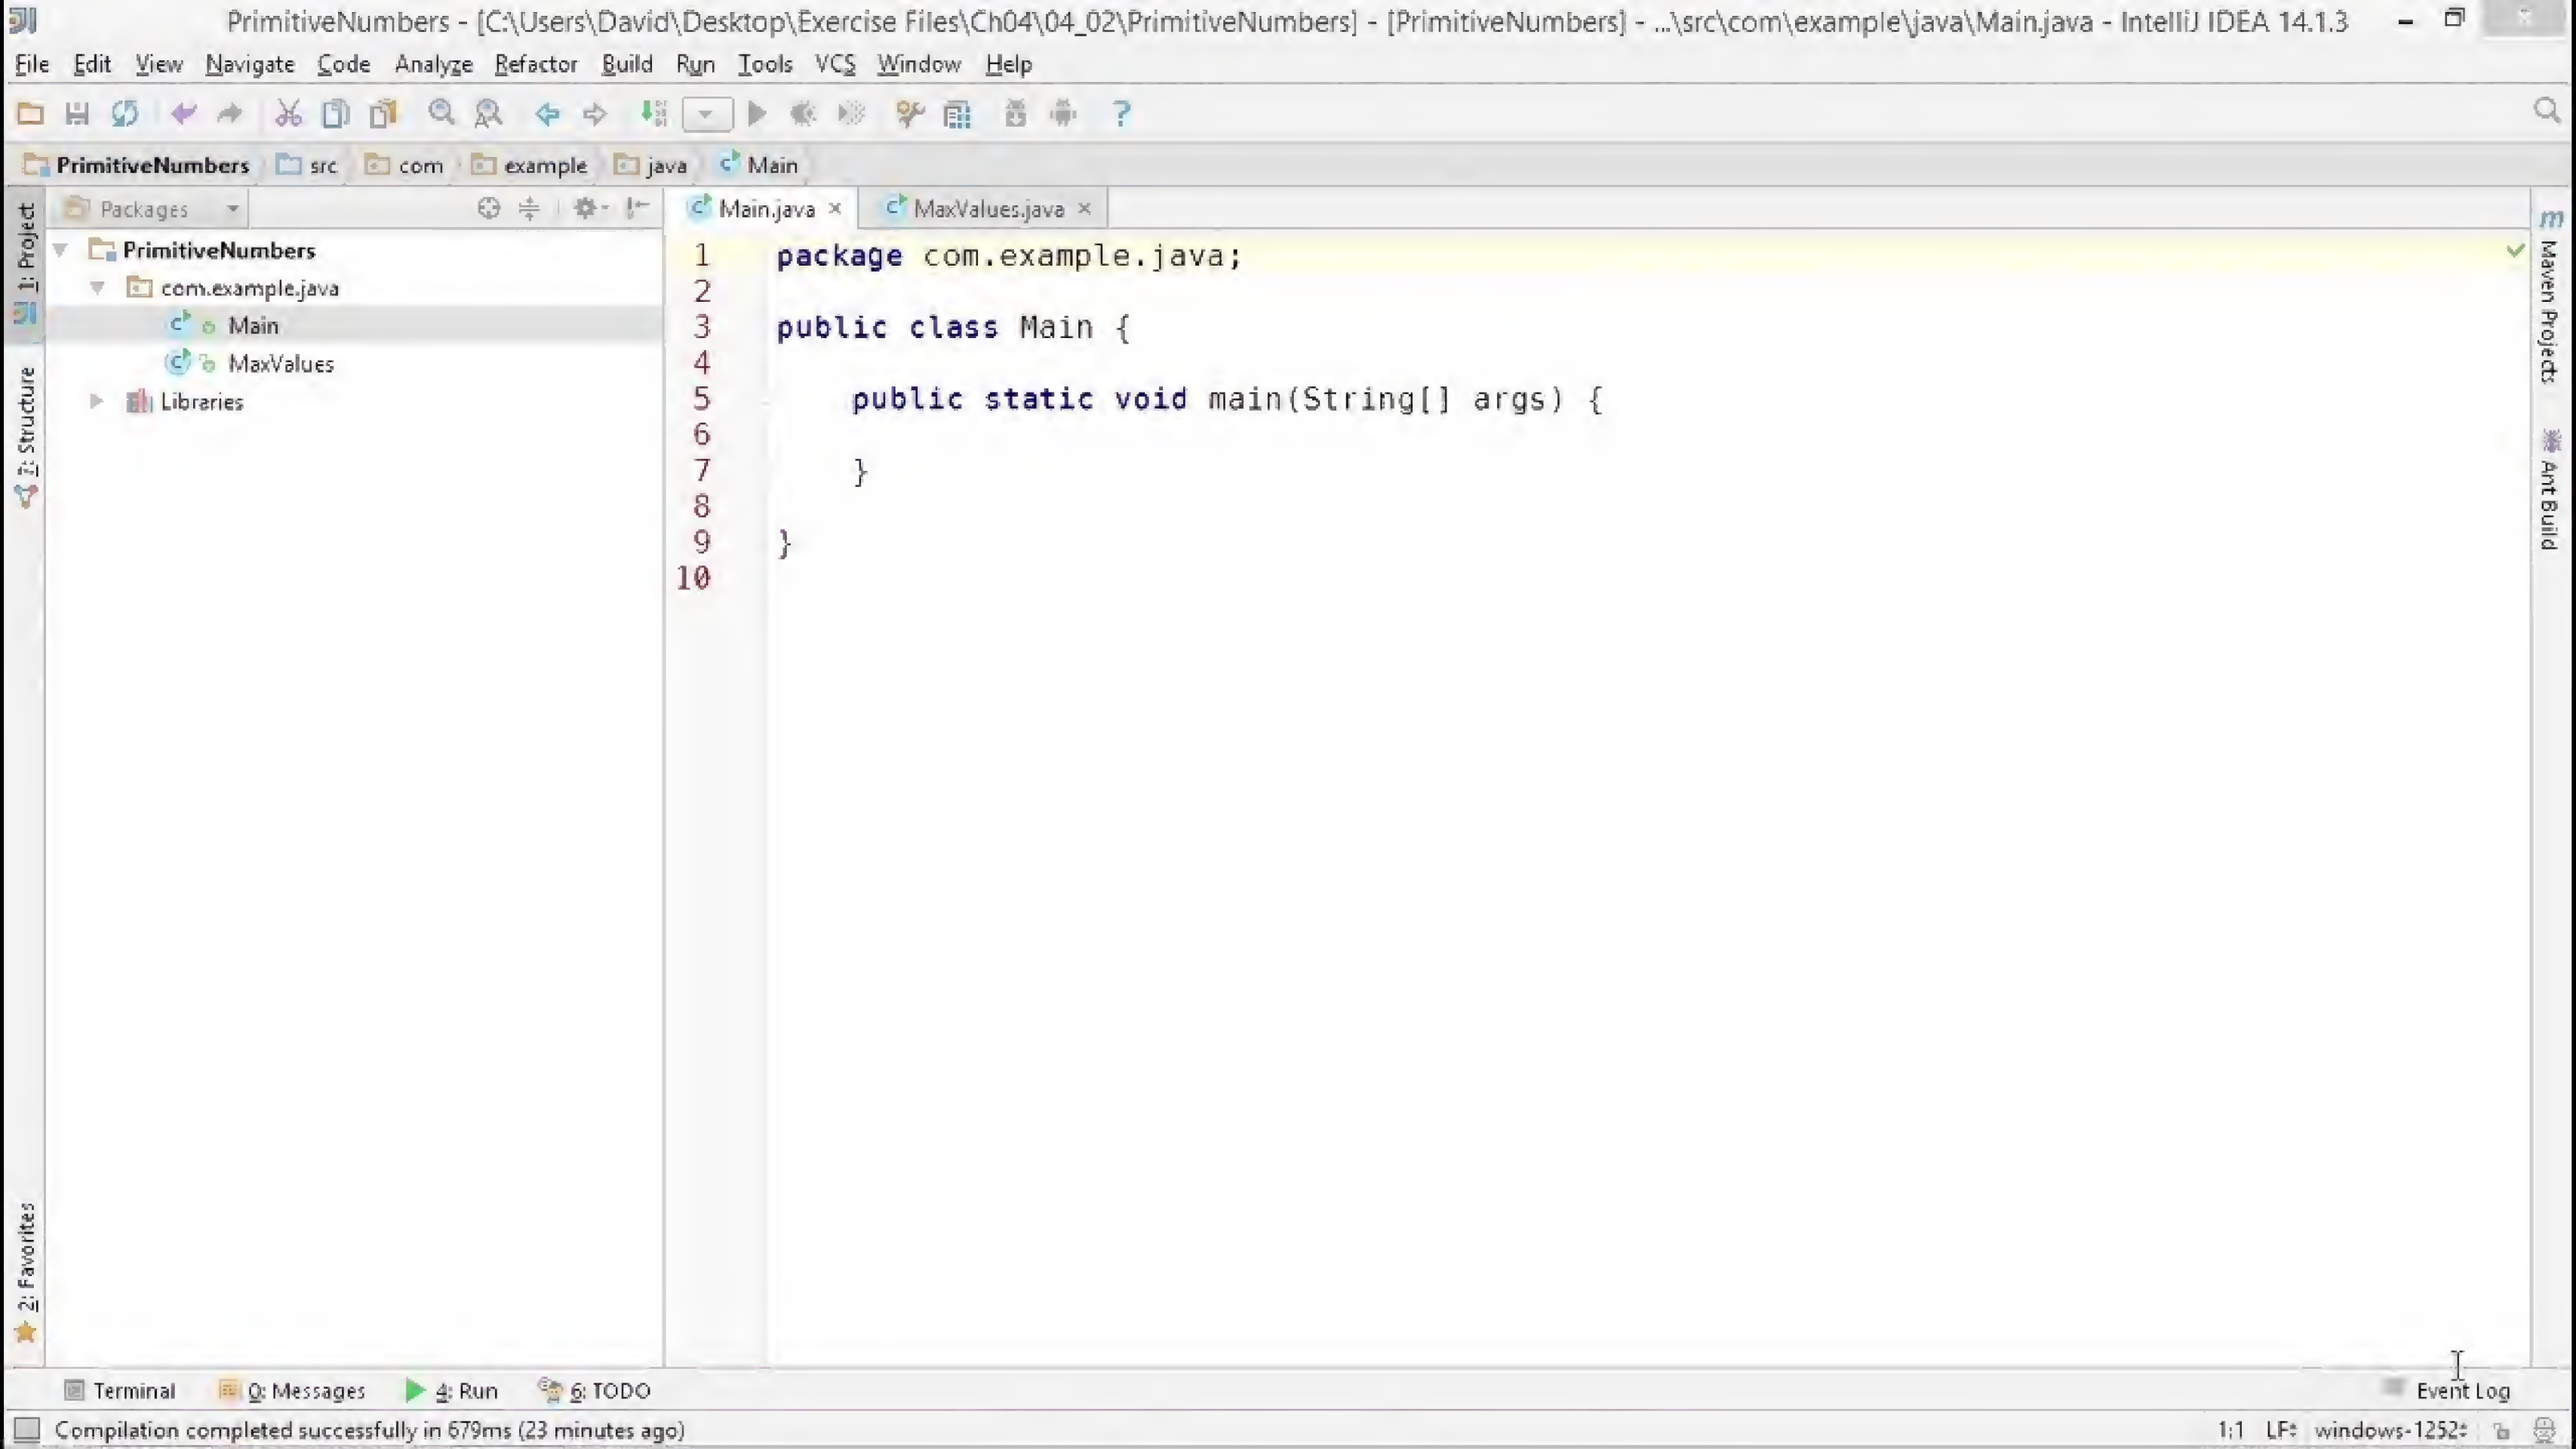 PrimitiveNumbers - [C:\Users\David\Desktop\Exercise Files\Ch04\04_02\PrimitiveNumbers] - [PrimitiveNumbers] - ...\src\com\example\java\Main.java - IntelliJ IDEA 14.1.3
File Edit View Navigate Code Analyze Refactor Build Run Tools VCS Window Help
PrimitiveNumbers src com example java Main
1: Project
Packages
PrimitiveNumbers
com.example.java
Main
MaxValues
Libraries
7: Structure
2: Favorites
Main.java MaxValues.java
1 package com.example.java;
2
3 public class Main {
4
5 public static void main(String[] args) {
6
7 }
8
9 }
10
Maven Projects
Ant Build
Terminal 0: Messages 4: Run 6: TODO Event Log
Compilation completed successfully in 679ms (23 minutes ago) 1:1 LF windows-1252